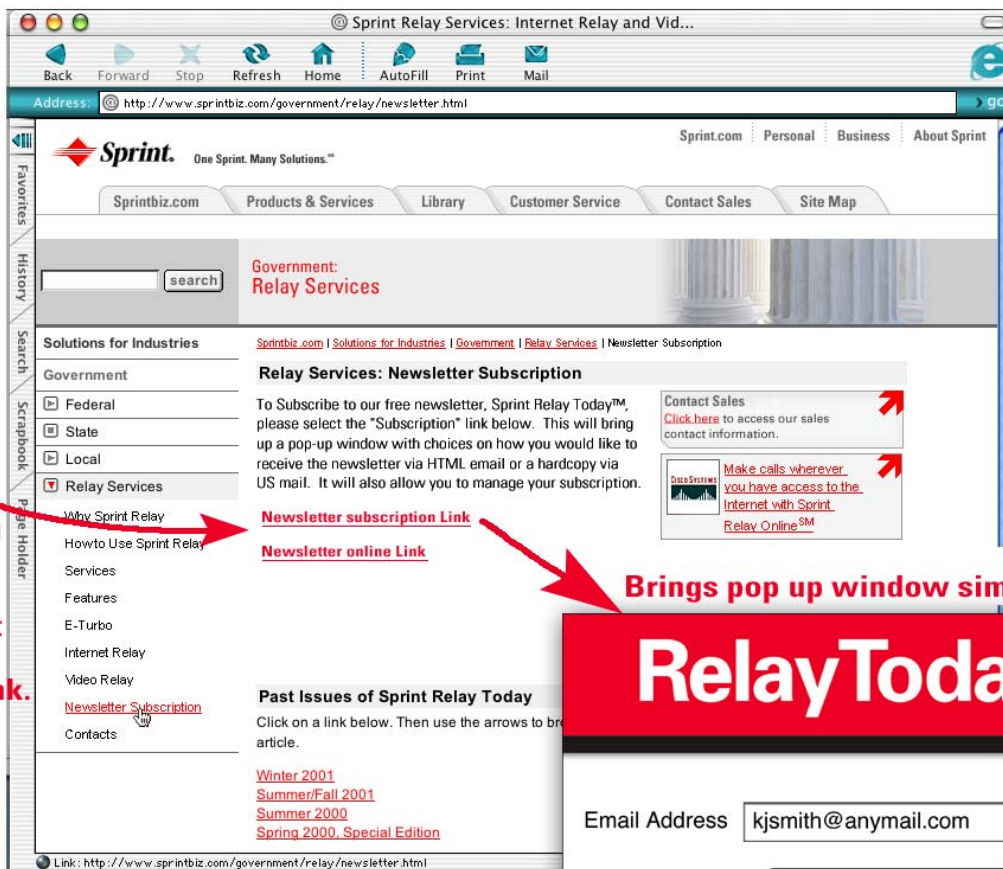 @ Sprint Relay Services: Internet Relay and Vid...
Back Forward Stop Refresh Home AutoFill Print Mail
Address: @ http://www.sprintbiz.com/government/relay/newsletter.html go
Favorites
History
Search
Scrapbook
Page Holder
Sprint. One Sprint. Many Solutions.℠
Sprint.com Personal Business About Sprint
Sprintbiz.com Products & Services Library Customer Service Contact Sales Site Map
search
Government:
Relay Services
Solutions for Industries
Government
Federal
State
Local
Relay Services
Why Sprint Relay
Howto Use Sprint Relay
Services
Features
E-Turbo
Internet Relay
Video Relay
Newsletter Subscription
Contacts
Sprintbiz.com | Solutions for Industries | Government | Relay Services | Newsletter Subscription
Relay Services: Newsletter Subscription
To Subscribe to our free newsletter, Sprint Relay Today™,
please select the "Subscription" link below. This will bring
up a pop-up window with choices on how you would like to
receive the newsletter via HTML email or a hardcopy via
US mail. It will also allow you to manage your subscription.
Newsletter subscription Link
Newsletter online Link
Contact Sales
Click here to access our sales
contact information.
CISCO SYSTEMS
Make calls wherever
you have access to the
Internet with Sprint
Relay Online℠
Brings pop up window sim
RelayToda
Email Address kjsmith@anymail.com
Past Issues of Sprint Relay Today
Click on a link below. Then use the arrows to br
article.
Winter 2001
Summer/Fall 2001
Summer 2000
Spring 2000, Special Edition
Link: http://www.sprintbiz.com/government/relay/newsletter.html